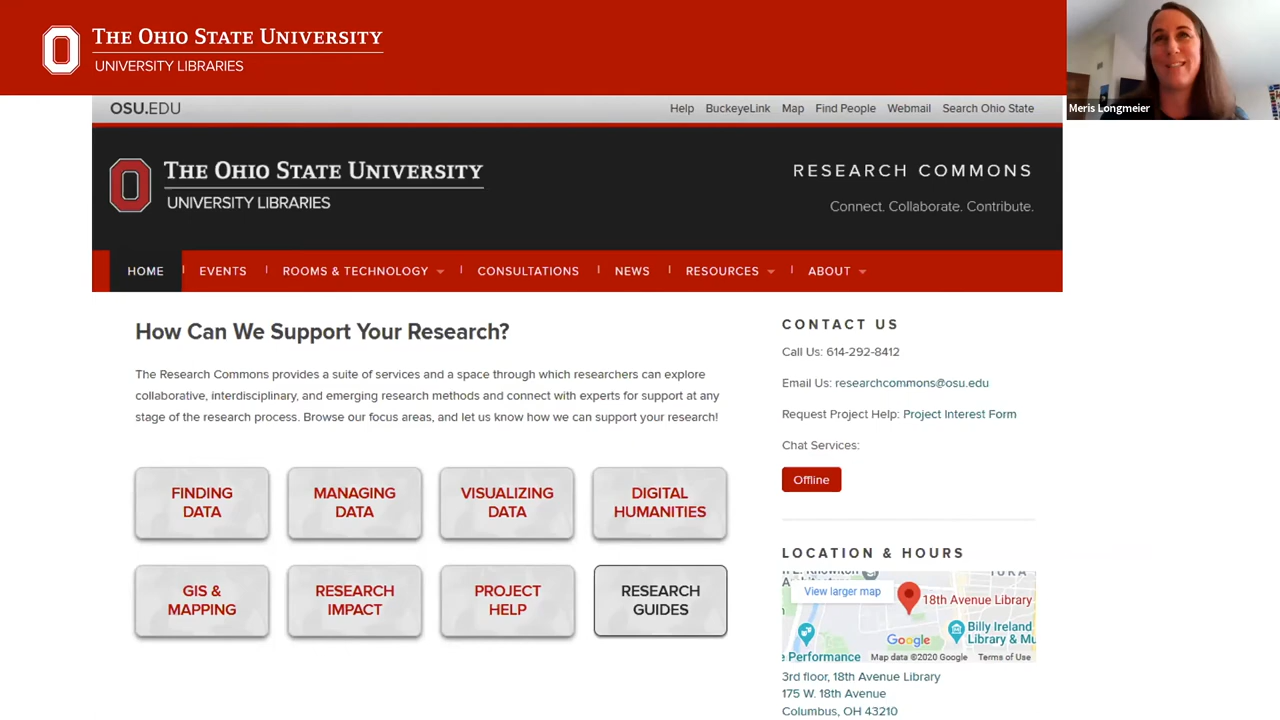 THE OHIO STATE UNIVERSITY
UNIVERSITY LIBRARIES
Meris Longmeier
OSU.EDU
Help BuckeyeLink Map Find People Webmail Search Ohio State
THE OHIO STATE UNIVERSITY
UNIVERSITY LIBRARIES
RESEARCH COMMONS
Connect. Collaborate. Contribute.
HOME EVENTS ROOMS & TECHNOLOGY CONSULTATIONS NEWS RESOURCES ABOUT
How Can We Support Your Research?
The Research Commons provides a suite of services and a space through which researchers can explore
collaborative, interdisciplinary, and emerging research methods and connect with experts for support at any
stage of the research process. Browse our focus areas, and let us know how we can support your research!
FINDING
DATA
MANAGING
DATA
VISUALIZING
DATA
DIGITAL
HUMANITIES
GIS &
MAPPING
RESEARCH
IMPACT
PROJECT
HELP
RESEARCH
GUIDES
CONTACT US
Call Us: 614-292-8412
Email Us: researchcommons@osu.edu
Request Project Help: Project Interest Form
Chat Services:
Offline
LOCATION & HOURS
View larger map
18th Avenue Library
Billy Ireland
Library & Mu
Google
e Performance
Map data ©2020 Google Terms of Use
3rd floor, 18th Avenue Library
175 W. 18th Avenue
Columbus, OH 43210